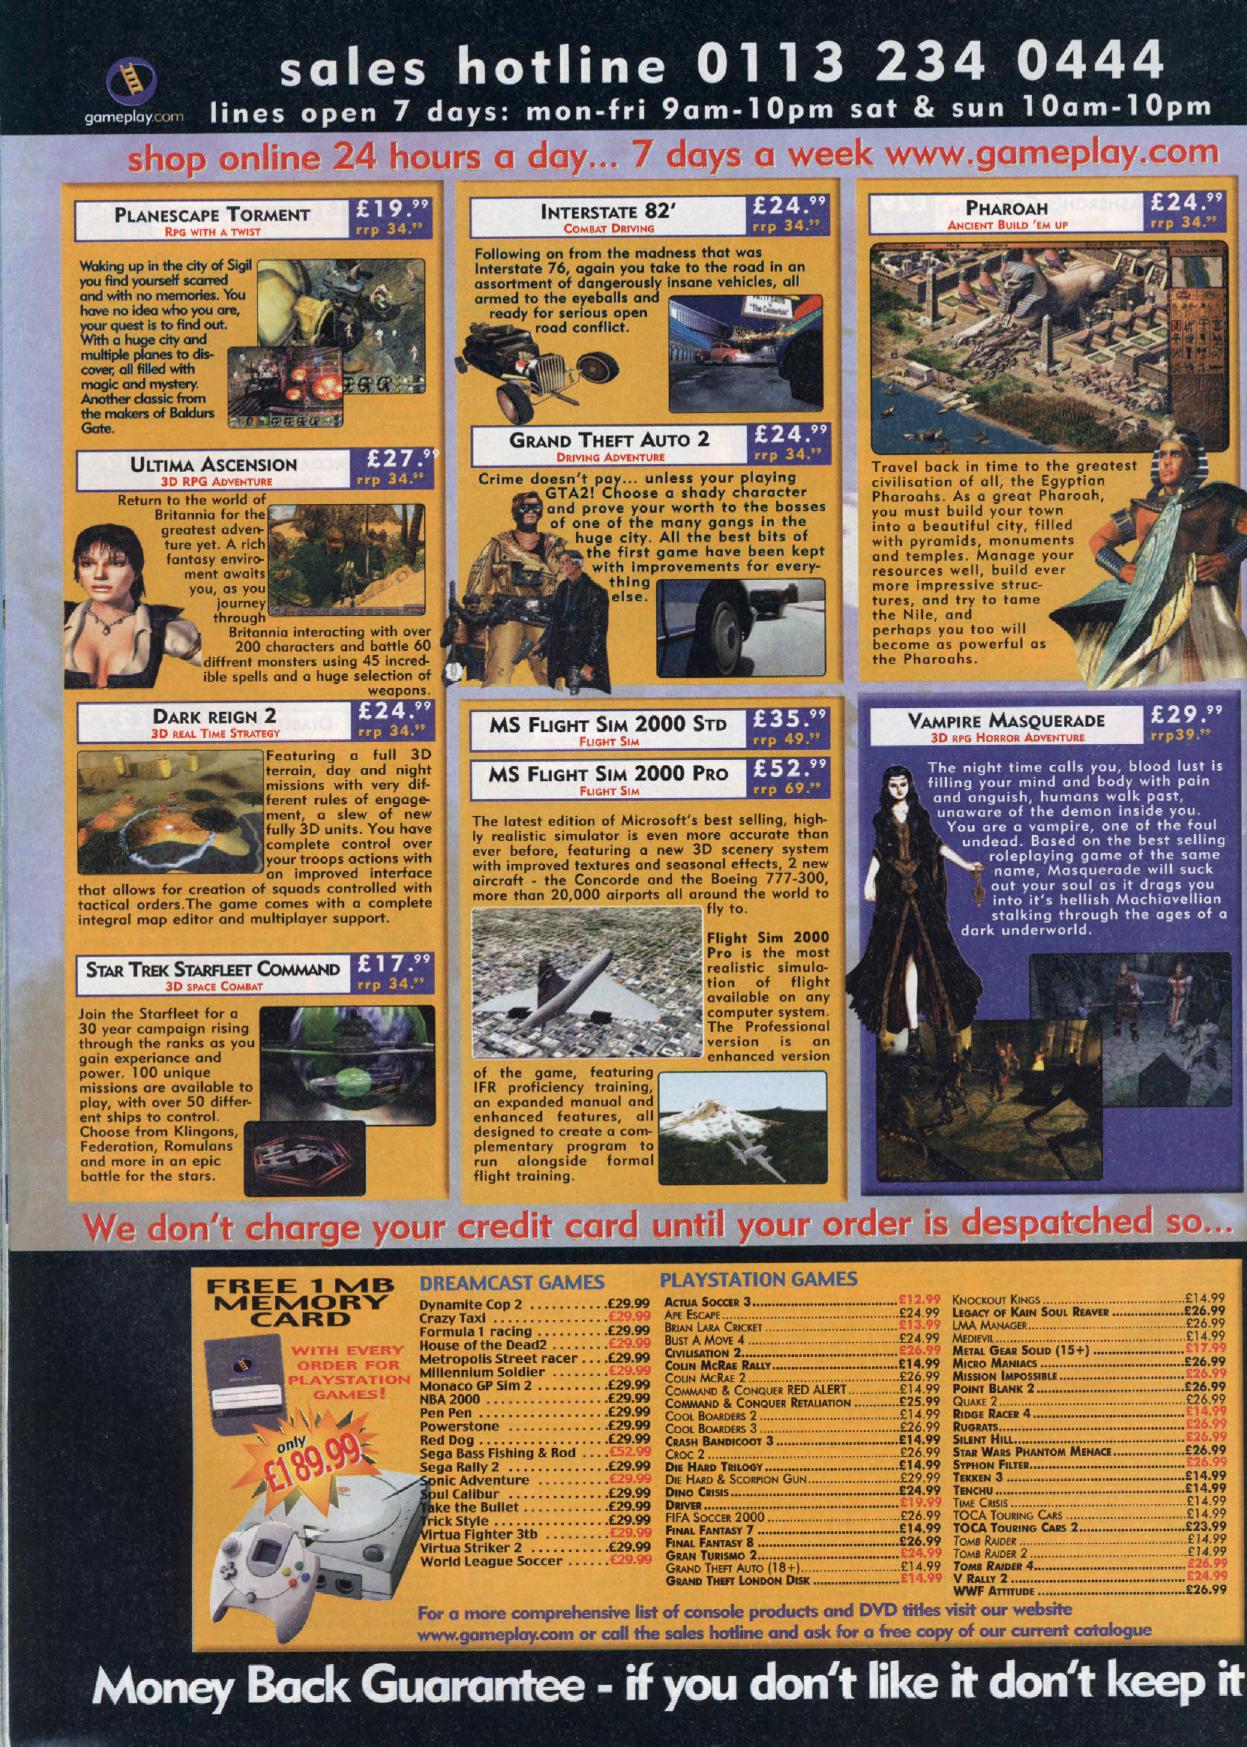 sales hotline 0113 234 0444
gameplay.com
lines open 7 days: mon-fri 9am-10pm sat & sun 10am-10pm
shop online 24 hours a day... 7 days a week www.gameplay.com
PLANESCAPE TORMENT £19.99
RPG WITH A TWIST rrp 34.99
Waking up in the city of Sigil
you find yourself scarred
and with no memories. You
have no idea who you are,
your quest is to find out.
With a huge city and
multiple planes to dis-
cover, all filled with
magic and mystery.
Another classic from
the makers of Baldurs
Gate.
ULTIMA ASCENSION £27.99
3D RPG ADVENTURE rrp 34.99
Return to the world of
Britannia for the
greatest adven-
ture yet. A rich
fantasy enviro-
ment awaits
you, as you
journey
through
Britannia interacting with over
200 characters and battle 60
diffrent monsters using 45 incred-
ible spells and a huge selection of
weapons.
DARK REIGN 2 £24.99
3D REAL TIME STRATEGY rrp 34.99
Featuring a full 3D
terrain, day and night
missions with very dif-
ferent rules of engage-
ment, a slew of new
fully 3D units. You have
complete control over
your troops actions with
an improved interface
that allows for creation of squads controlled with
tactical orders.The game comes with a complete
integral map editor and multiplayer support.
STAR TREK STARFLEET COMMAND £17.99
3D SPACE COMBAT rrp 34.99
Join the Starfleet for a
30 year campaign rising
through the ranks as you
gain experiance and
power. 100 unique
missions are available to
play, with over 50 differ-
ent ships to control.
Choose from Klingons,
Federation, Romulans
and more in an epic
battle for the stars.
INTERSTATE 82' £24.99
COMBAT DRIVING rrp 34.99
Following on from the madness that was
Interstate 76, again you take to the road in an
assortment of dangerously insane vehicles, all
armed to the eyeballs and
ready for serious open
road conflict.
"The Centerfold"
GRAND THEFT AUTO 2 £24.99
DRIVING ADVENTURE rrp 34.99
Crime doesn't pay... unless your playing
GTA2! Choose a shady character
and prove your worth to the bosses
of one of the many gangs in the
huge city. All the best bits of
the first game have been kept
with improvements for every-
thing
else.
MS FLIGHT SIM 2000 STD £35.99
FLIGHT SIM rrp 49.99
MS FLIGHT SIM 2000 PRO £52.99
FLIGHT SIM rrp 69.99
The latest edition of Microsoft's best selling, high-
ly realistic simulator is even more accurate than
ever before, featuring a new 3D scenery system
with improved textures and seasonal effects, 2 new
aircraft - the Concorde and the Boeing 777-300,
more than 20,000 airports all around the world to
fly to.
Flight Sim 2000
Pro is the most
realistic simula-
tion of flight
available on any
computer system.
The Professional
version is an
enhanced version
of the game, featuring
IFR proficiency training,
an expanded manual and
enhanced features, all
designed to create a com-
plementary program to
run alongside formal
flight training.
PHAROAH £24.99
ANCIENT BUILD 'EM UP rrp 34.99
Travel back in time to the greatest
civilisation of all, the Egyptian
Pharoahs. As a great Pharoah,
you must build your town
into a beautiful city, filled
with pyramids, monuments
and temples. Manage your
resources well, build ever
more impressive struc-
tures, and try to tame
the Nile, and
perhaps you too will
become as powerful as
the Pharoahs.
VAMPIRE MASQUERADE £29.99
3D RPG HORROR ADVENTURE rrp39.99
The night time calls you, blood lust is
filling your mind and body with pain
and anguish, humans walk past,
unaware of the demon inside you.
You are a vampire, one of the foul
undead. Based on the best selling
roleplaying game of the same
name, Masquerade will suck
out your soul as it drags you
into it's hellish Machiavellian
stalking through the ages of a
dark underworld.
We don't charge your credit card until your order is despatched so...
FREE 1MB
MEMORY
CARD
WITH EVERY
ORDER FOR
PLAYSTATION
GAMES!
only
£189.99
DREAMCAST GAMES
Dynamite Cop 2 ..........£29.99
Crazy Taxi ...............£29.99
Formula 1 racing .........£29.99
House of the Dead2 .......£29.99
Metropolis Street racer ....£29.99
Millennium Soldier ........£29.99
Monaco GP Sim 2 .........£29.99
NBA 2000 ................£29.99
Pen Pen .................£29.99
Powerstone ..............£29.99
Red Dog .................£29.99
Sega Bass Fishing & Rod ...£52.99
Sega Rally 2 .............£29.99
Sonic Adventure ..........£29.99
Soul Calibur .............£29.99
Take the Bullet ...........£29.99
Trick Style ...............£29.99
Virtua Fighter 3tb ........£29.99
Virtua Striker 2 ..........£29.99
World League Soccer ......£29.99
PLAYSTATION GAMES
ACTUA SOCCER 3..........£12.99
APE ESCAPE..........£24.99
BRIAN LARA CRICKET..........£13.99
BUST A MOVE 4..........£24.99
CIVILISATION 2..........£26.99
COLIN MCRAE RALLY..........£14.99
COLIN MCRAE 2..........£26.99
COMMAND & CONQUER RED ALERT..........£14.99
COMMAND & CONQUER RETALIATION..........£25.99
COOL BOARDERS 2..........£14.99
COOL BOARDERS 3..........£26.99
CRASH BANDICOOT 3..........£14.99
CROC 2..........£26.99
DIE HARD TRILOGY..........£14.99
DIE HARD & SCORPION GUN..........£29.99
DINO CRISIS..........£24.99
DRIVER..........£19.99
FIFA SOCCER 2000..........£26.99
FINAL FANTASY 7..........£14.99
FINAL FANTASY 8..........£26.99
GRAN TURISMO 2..........£24.99
GRAND THEFT AUTO (18+)..........£14.99
GRAND THEFT LONDON DISK..........£14.99
KNOCKOUT KINGS..........£14.99
LEGACY OF KAIN SOUL REAVER..........£26.99
LMA MANAGER..........£26.99
MEDIEVIL..........£14.99
METAL GEAR SOLID (15+)..........£17.99
MICRO MANIACS..........£26.99
MISSION IMPOSSIBLE..........£26.99
POINT BLANK 2..........£26.99
QUAKE 2..........£26.99
RIDGE RACER 4..........£14.99
RUGRATS..........£26.99
SILENT HILL..........£26.99
STAR WARS PHANTOM MENACE..........£26.99
SYPHON FILTER..........£26.99
TEKKEN 3..........£14.99
TENCHU..........£14.99
TIME CRISIS..........£14.99
TOCA TOURING CARS..........£14.99
TOCA TOURING CARS 2..........£23.99
TOMB RAIDER..........£14.99
TOMB RAIDER 2..........£14.99
TOMB RAIDER 4..........£26.99
V RALLY 2..........£24.99
WWF ATTITUDE..........£26.99
For a more comprehensive list of console products and DVD titles visit our website
www.gameplay.com or call the sales hotline and ask for a free copy of our current catalogue
Money Back Guarantee - if you don't like it don't keep it